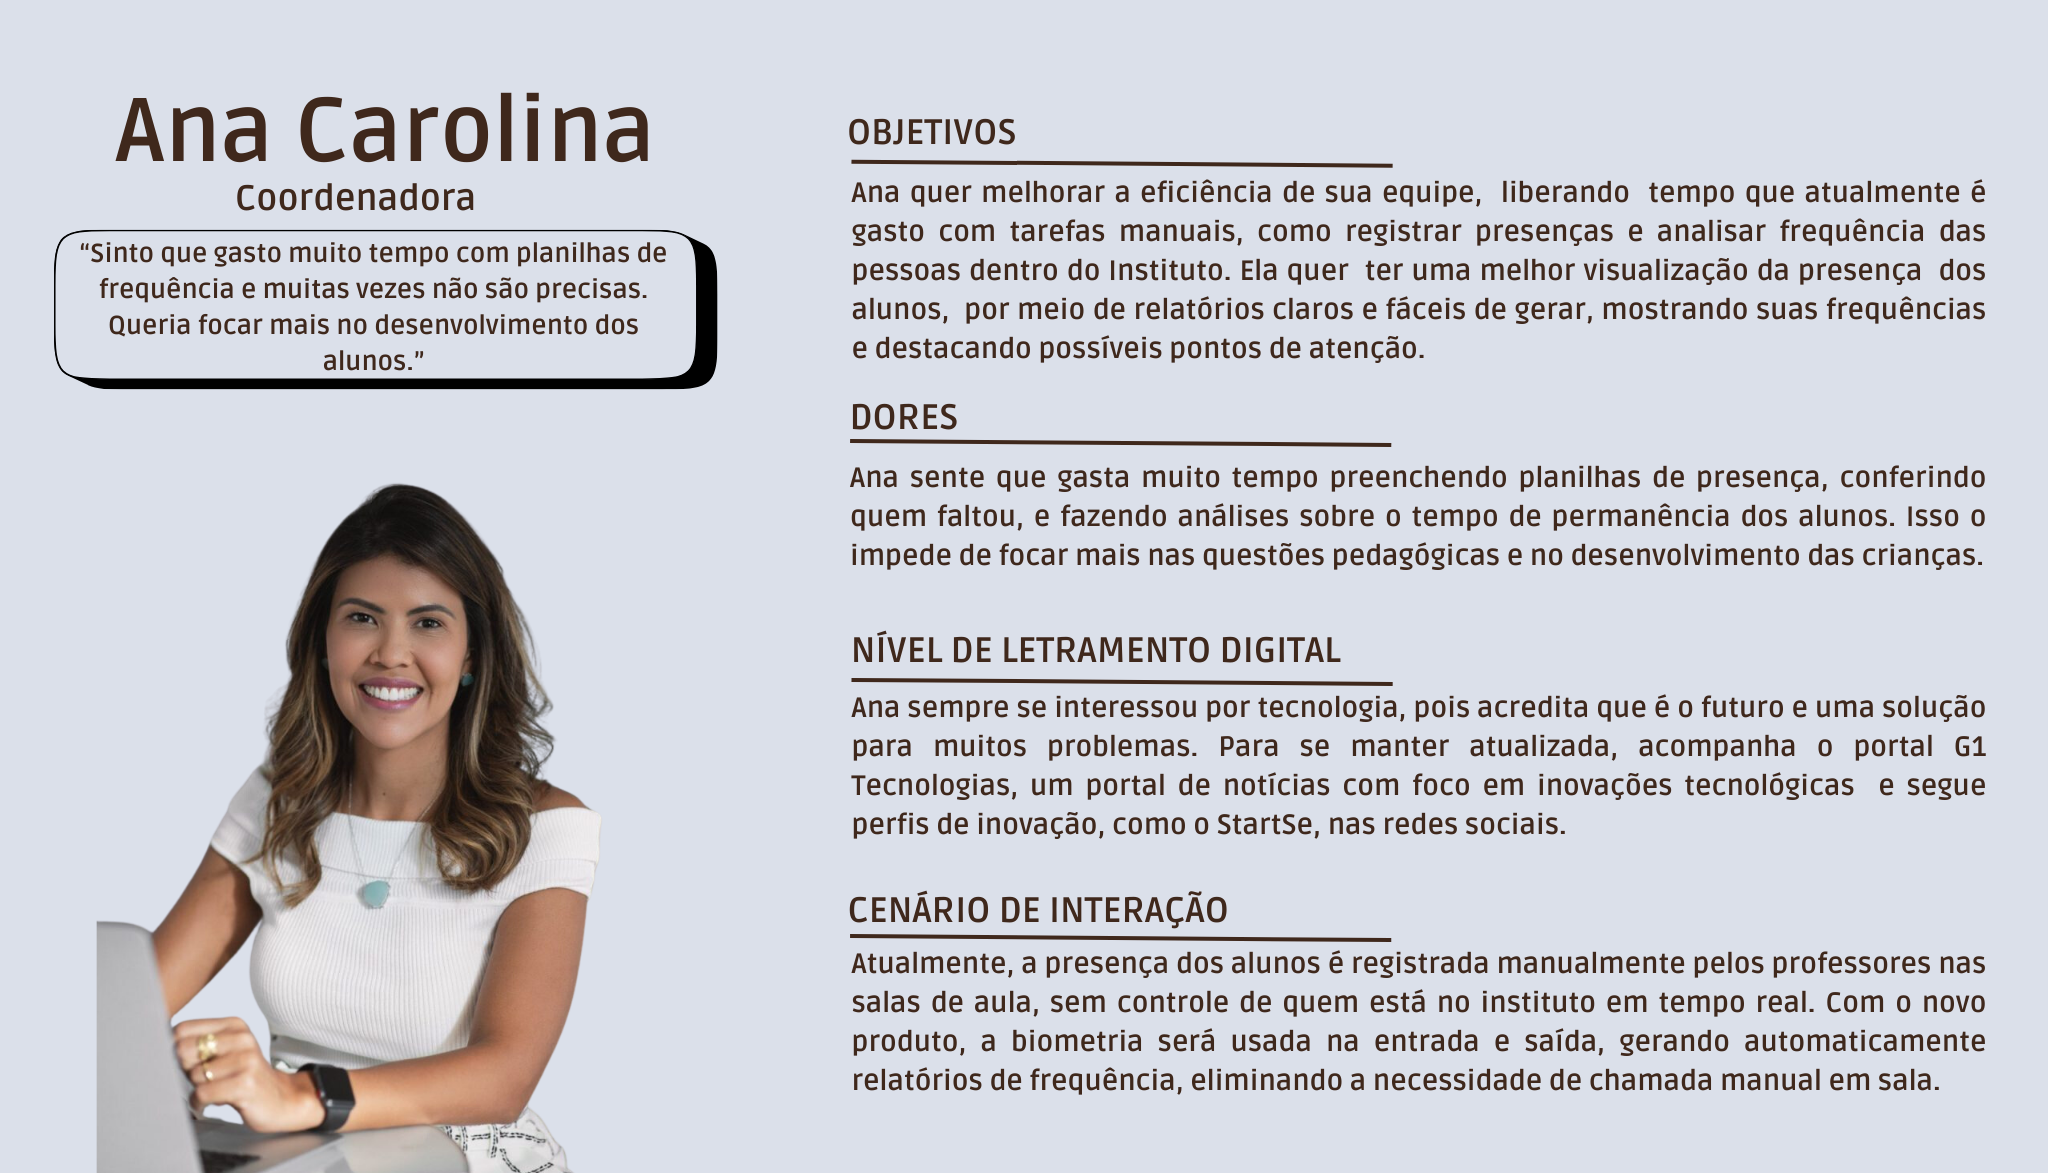 Ana Carolina
Coordenadora
“Sinto que gasto muito tempo com planilhas de
frequência e muitas vezes não são precisas.
Queria focar mais no desenvolvimento dos
alunos.”
OBJETIVOS
Ana quer melhorar a eficiência de sua equipe, liberando tempo que atualmente é
gasto com tarefas manuais, como registrar presenças e analisar frequência das
pessoas dentro do Instituto. Ela quer ter uma melhor visualização da presença dos
alunos, por meio de relatórios claros e fáceis de gerar, mostrando suas frequências
e destacando possíveis pontos de atenção.
DORES
Ana sente que gasta muito tempo preenchendo planilhas de presença, conferindo
quem faltou, e fazendo análises sobre o tempo de permanência dos alunos. Isso o
impede de focar mais nas questões pedagógicas e no desenvolvimento das crianças.
NÍVEL DE LETRAMENTO DIGITAL
Ana sempre se interessou por tecnologia, pois acredita que é o futuro e uma solução
para muitos problemas. Para se manter atualizada, acompanha o portal G1
Tecnologias, um portal de notícias com foco em inovações tecnológicas e segue
perfis de inovação, como o StartSe, nas redes sociais.
CENÁRIO DE INTERAÇÃO
Atualmente, a presença dos alunos é registrada manualmente pelos professores nas
salas de aula, sem controle de quem está no instituto em tempo real. Com o novo
produto, a biometria será usada na entrada e saída, gerando automaticamente
relatórios de frequência, eliminando a necessidade de chamada manual em sala.